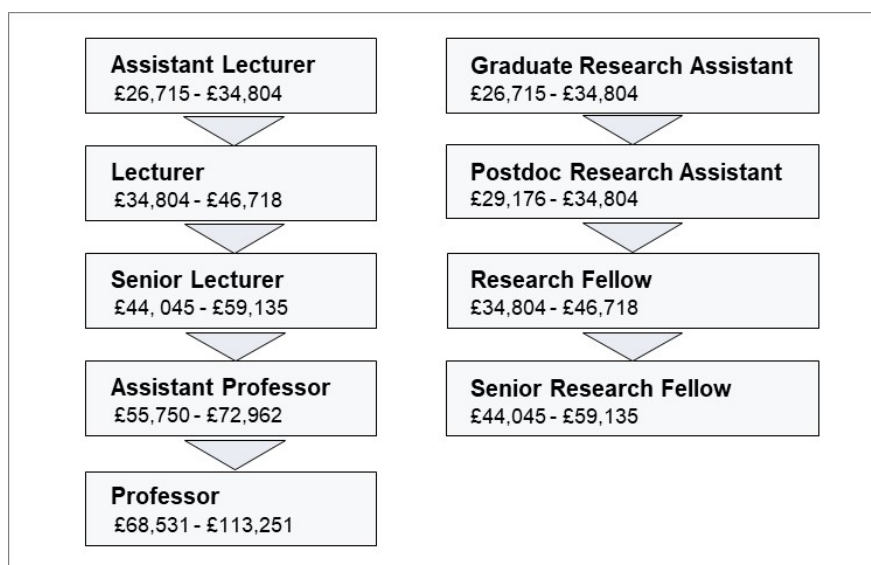 Assistant Lecturer
£26,715 - £34,804
Lecturer
£34,804 - £46,718
Senior Lecturer
£44, 045 - £59,135
Assistant Professor
£55,750 - £72,962
Professor
£68,531 - £113,251
Graduate Research Assistant
£26,715 - £34,804
Postdoc Research Assistant
£29,176 - £34,804
Research Fellow
£34,804 - £46,718
Senior Research Fellow
£44,045 - £59,135